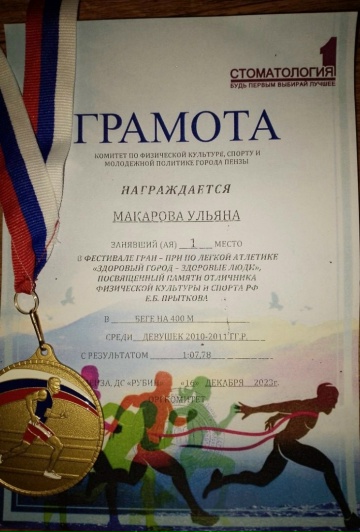 СТОМАТОЛОГИЯ 1
БУДЬ ПЕРВЫМ ВЫБИРАЙ ЛУЧШЕЕ
ГРАМОТА
КОМИТЕТ ПО ФИЗИЧЕСКОЙ КУЛЬТУРЕ, СПОРТУ И
МОЛОДЕЖНОЙ ПОЛИТИКЕ ГОРОДА ПЕНЗЫ
НАГРАЖДАЕТСЯ
МАКАРОВА УЛЬЯНА
ЗАНЯВШИЙ (АЯ) 1 МЕСТО
В ФЕСТИВАЛЕ ГРАН – ПРИ ПО ЛЕГКОЙ АТЛЕТИКЕ
«ЗДОРОВЫЙ ГОРОД – ЗДОРОВЫЕ ЛЮДИ»,
ПОСВЯЩЕННЫЙ ПАМЯТИ ОТЛИЧНИКА
ФИЗИЧЕСКОЙ КУЛЬТУРЫ И СПОРТА РФ
Е.Б. ПРЫТКОВА
В БЕГЕ НА 400 М
СРЕДИ ДЕВУШЕК 2010-2011 ГГ.Р.
С РЕЗУЛЬТАТОМ 1:07,78
ДС «РУБИН» «16» ДЕКАБРЯ 2023г.
ОРГКОМИТЕТ